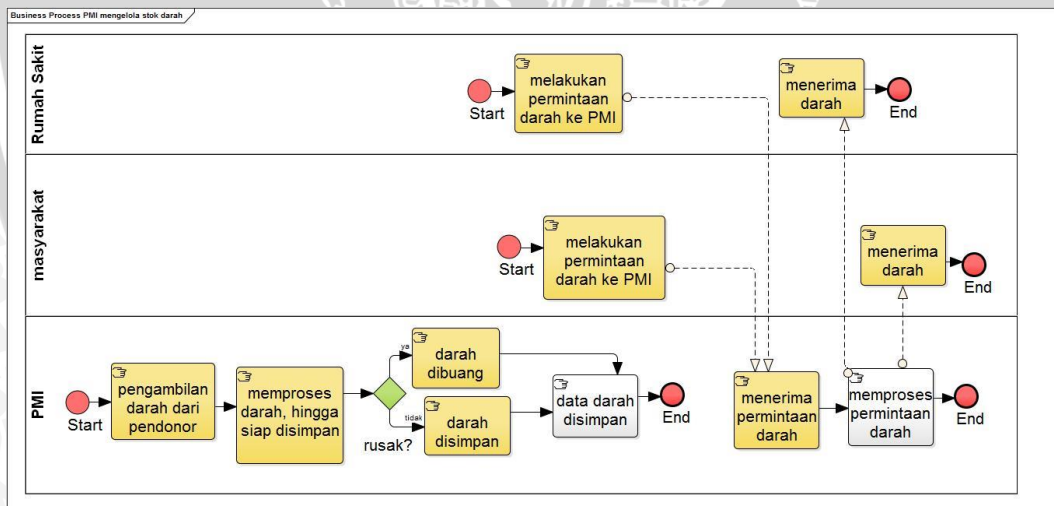 Business Process PMI mengelola stok darah
Rumah Sakit
Start
melakukan
permintaan
darah ke PMI
menerima
darah
End
masyarakat
Start
melakukan
permintaan
darah ke PMI
menerima
darah
End
PMI
Start
pengambilan
darah dari
pendonor
memproses
darah, hingga
siap disimpan
rusak?
ya
darah
dibuang
tidak
darah
disimpan
data darah
disimpan
End
menerima
permintaan
darah
memproses
permintaan
darah
End